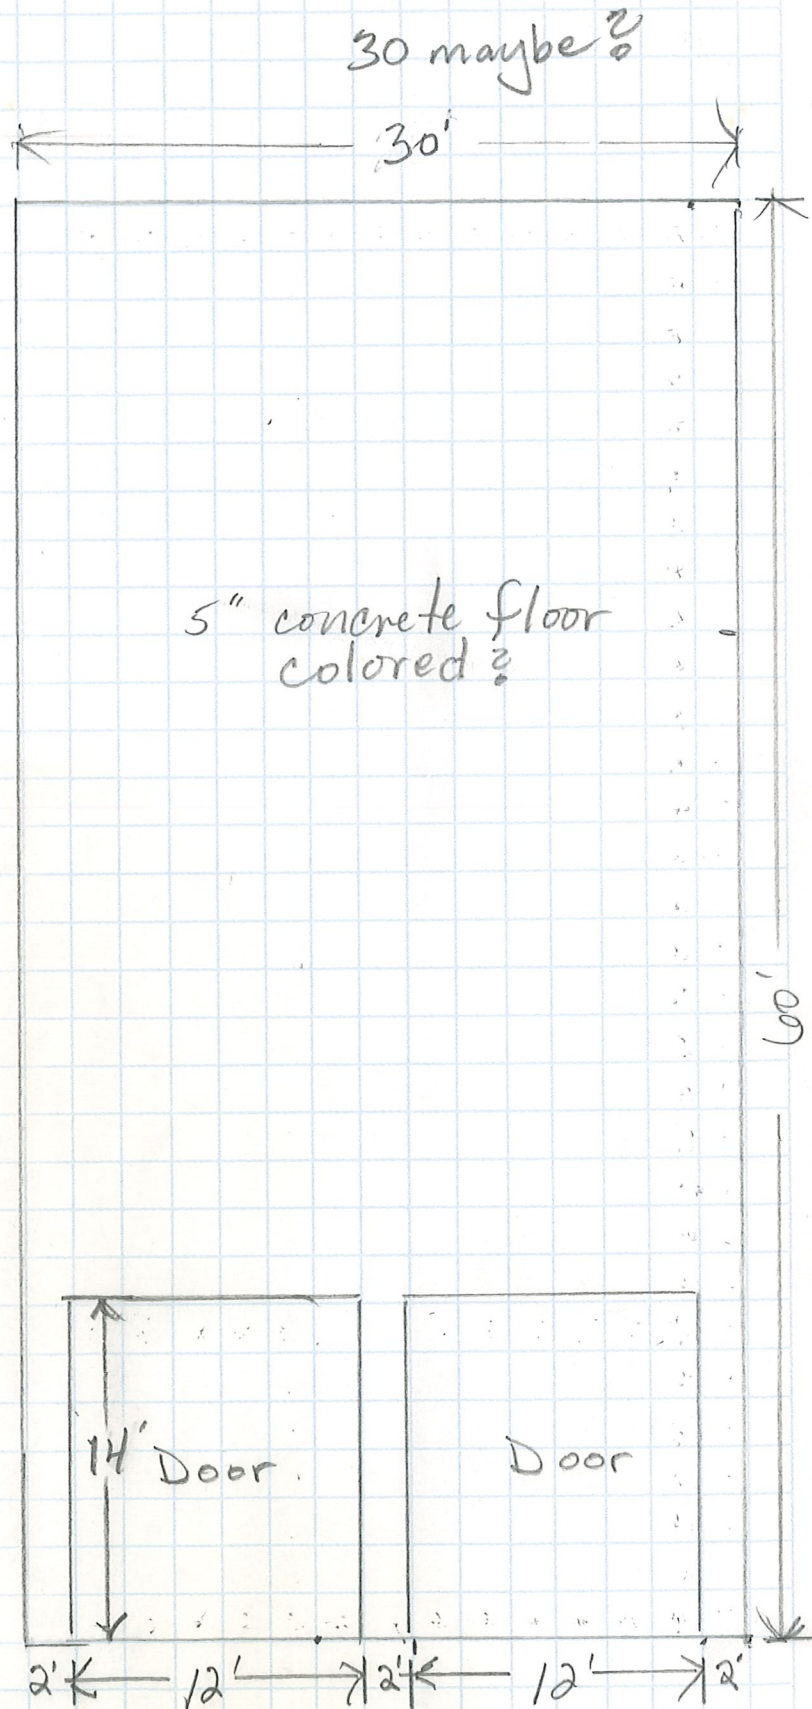 30 maybe?
30'
5" concrete floor
colored?
60'
14' Door
Door
2' 12' 2' 12' 2'